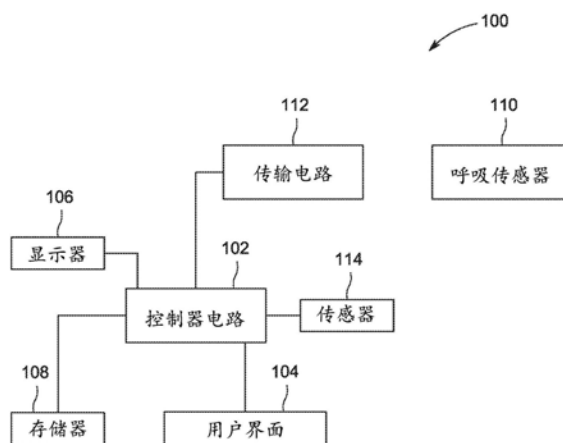 100
112
110
传输电路
呼吸传感器
106
显示器
102
114
控制器电路
传感器
108
104
存储器
用户界面